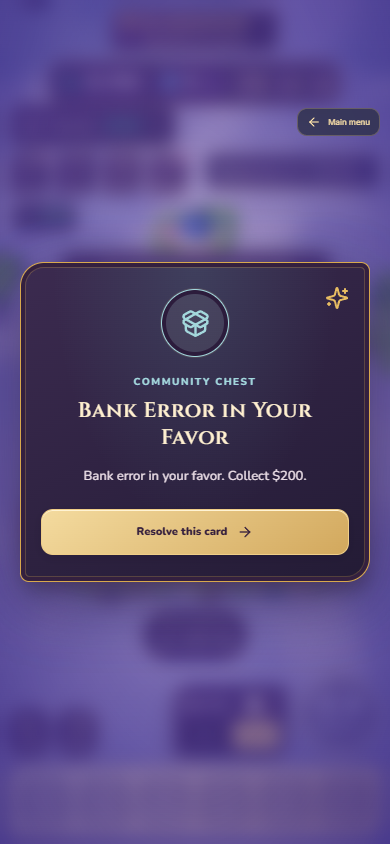 Main menu
COMMUNITY CHEST
Bank Error in Your
Favor
Bank error in your favor. Collect $200.
Resolve this card